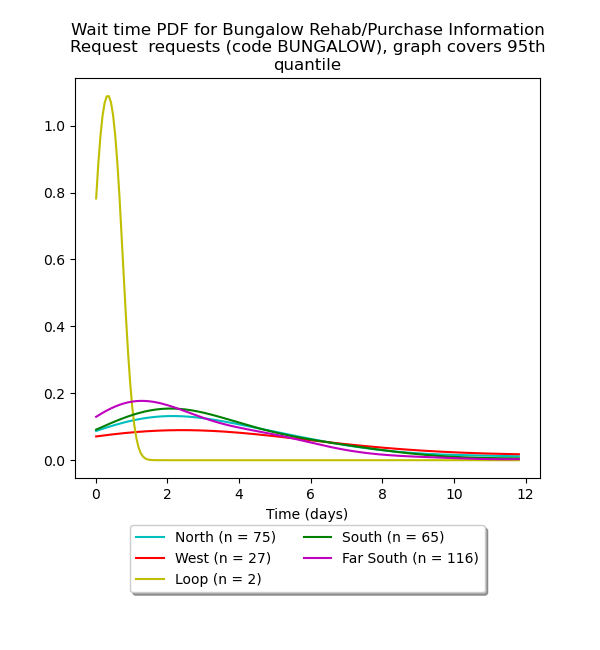 Wait time PDF for Bungalow Rehab/Purchase Information
Request  requests (code BUNGALOW), graph covers 95th
quantile
1.0
0.8
0.6
0.4
0.2
0.0
0 2 4 6 8 10 12
Time (days)
North (n = 75)
West (n = 27)
Loop (n = 2)
South (n = 65)
Far South (n = 116)